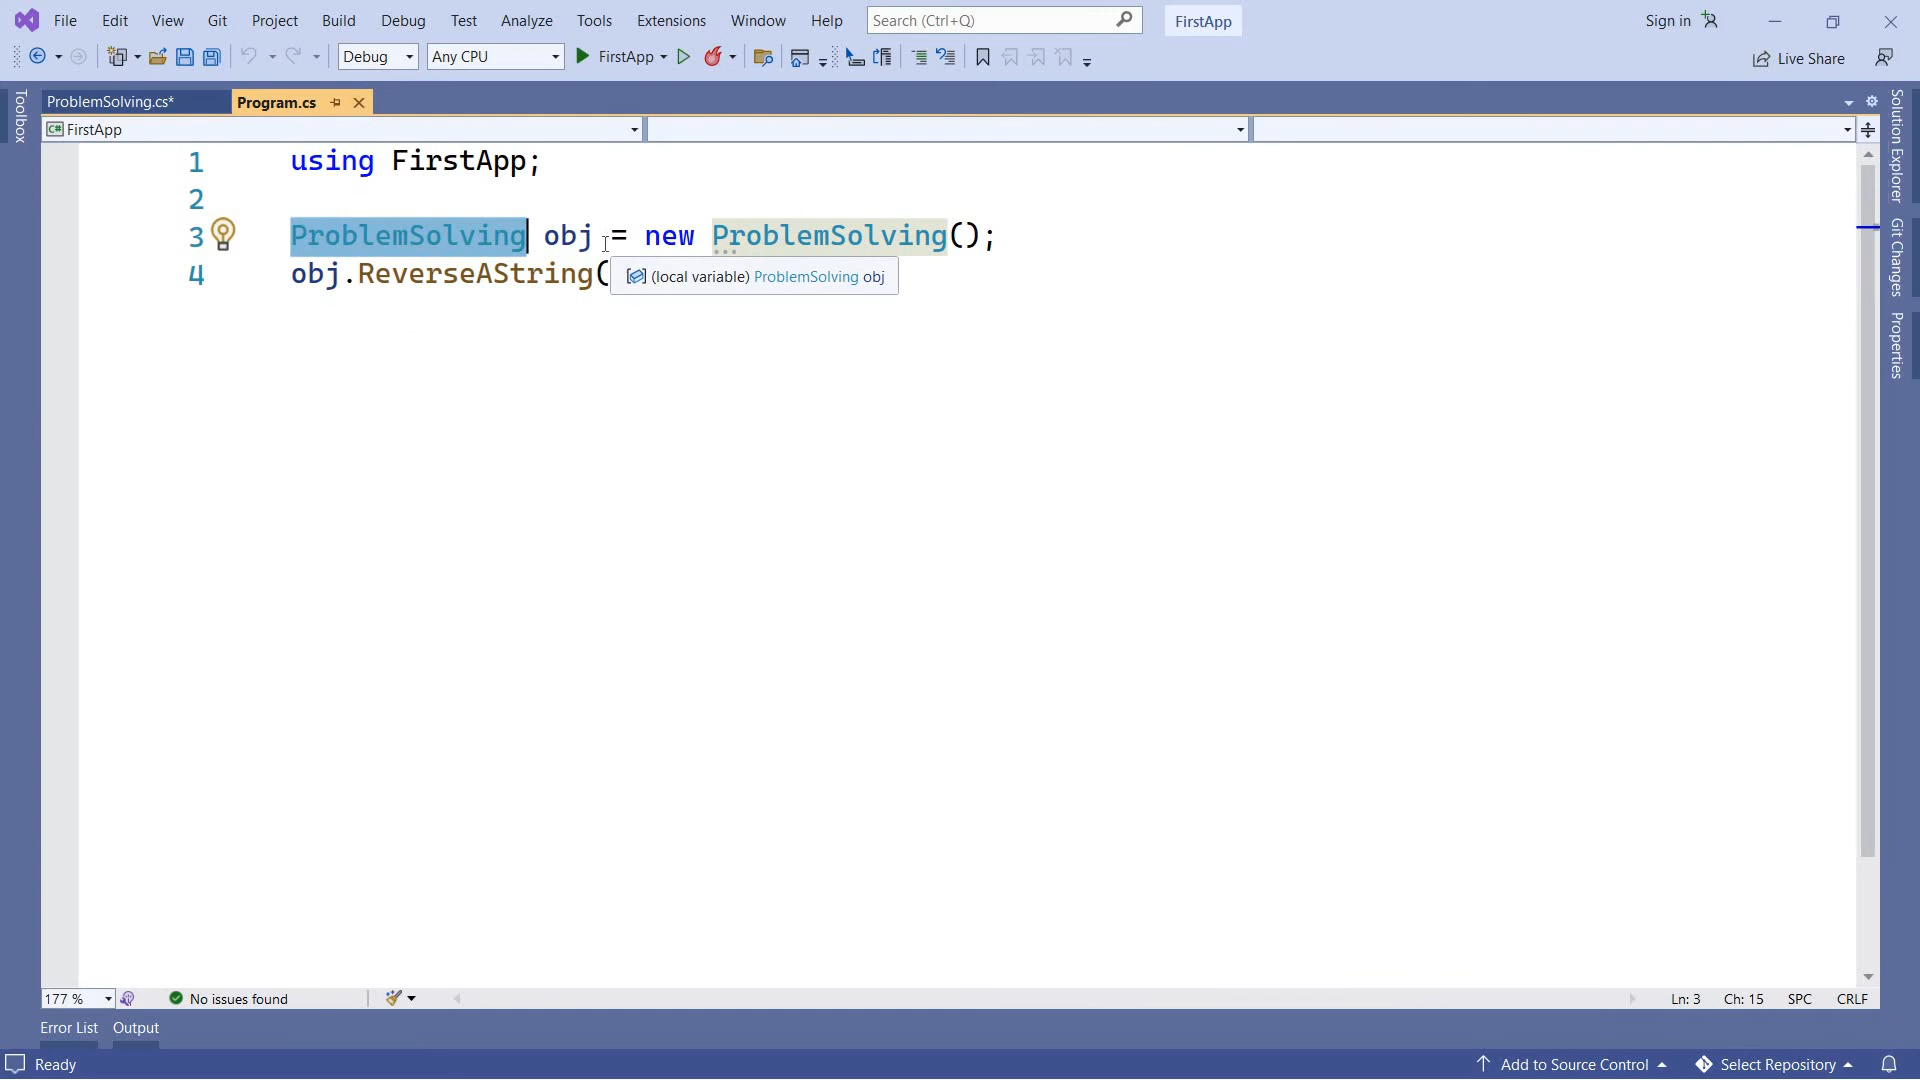 File Edit View Git Project Build Debug Test Analyze Tools Extensions Window Help Search (Ctrl+Q) FirstApp Sign in
Debug Any CPU FirstApp Live Share
Toolbox
ProblemSolving.cs* Program.cs
C# FirstApp
1 using FirstApp;
2
3 ProblemSolving obj = new ProblemSolving();
4 obj.ReverseAString(
(local variable) ProblemSolving obj
Solution Explorer
Git Changes
Properties
177 % No issues found Ln: 3 Ch: 15 SPC CRLF
Error List Output
Ready Add to Source Control Select Repository